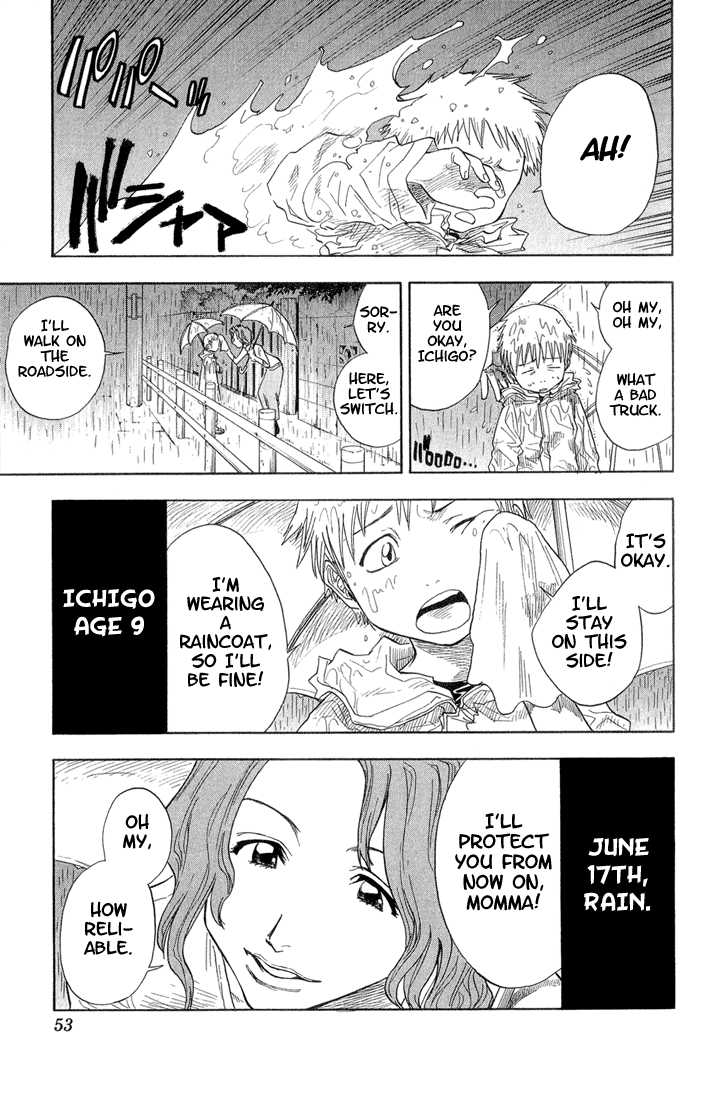 パパパー
AH!
バシャァ
OH MY,
OH MY,
WHAT
A BAD
TRUCK.
ARE
YOU
OKAY,
ICHIGO?
SOR-
RY.
HERE,
LET'S
SWITCH.
I'LL
WALK ON
THE
ROADSIDE.
IT'S
OKAY.
I'LL
STAY
ON THIS
SIDE!
I'M
WEARING
A
RAINCOAT,
SO I'LL
BE FINE!
ICHIGO
AGE 9
JUNE
17TH,
RAIN.
I'LL
PROTECT
YOU FROM
NOW ON,
MOMMA!
OH
MY,
HOW
RELI-
ABLE.
53